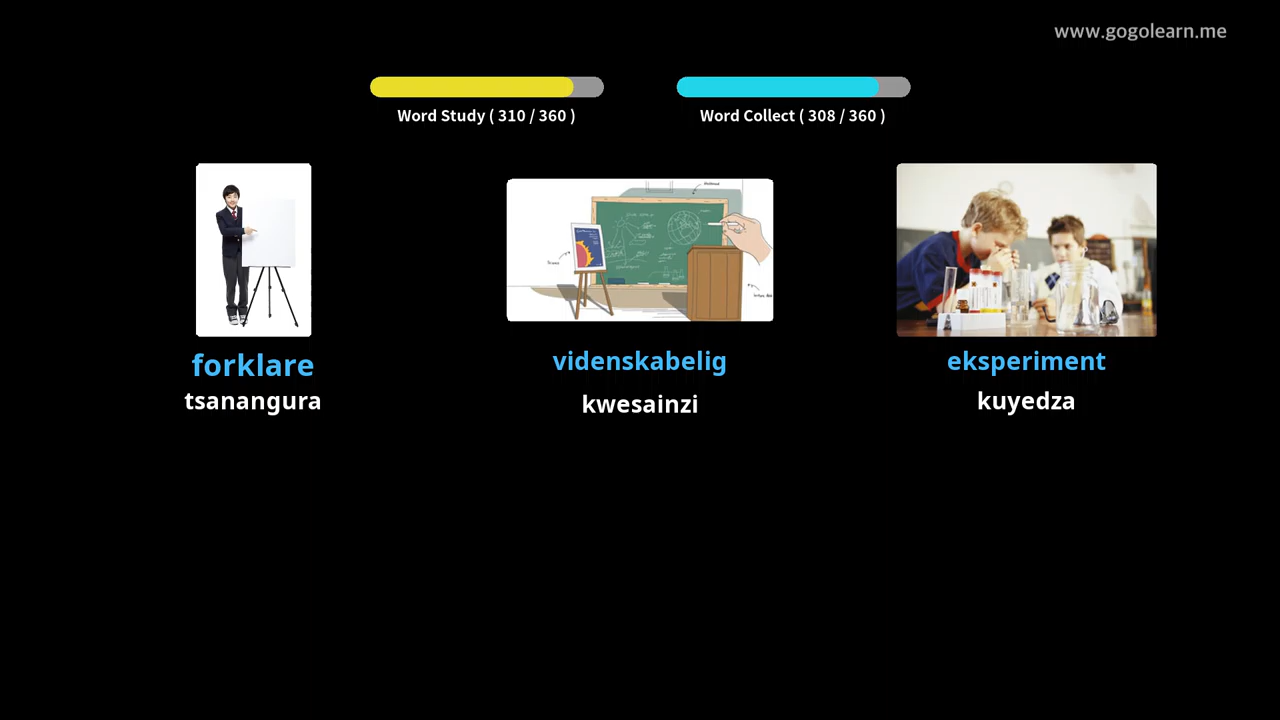 www.gogolearn.me
Word Study ( 310 / 360 )
Word Collect ( 308 / 360 )
forklare
videnskabelig
eksperiment
tsanangura
kwesainzi
kuyedza